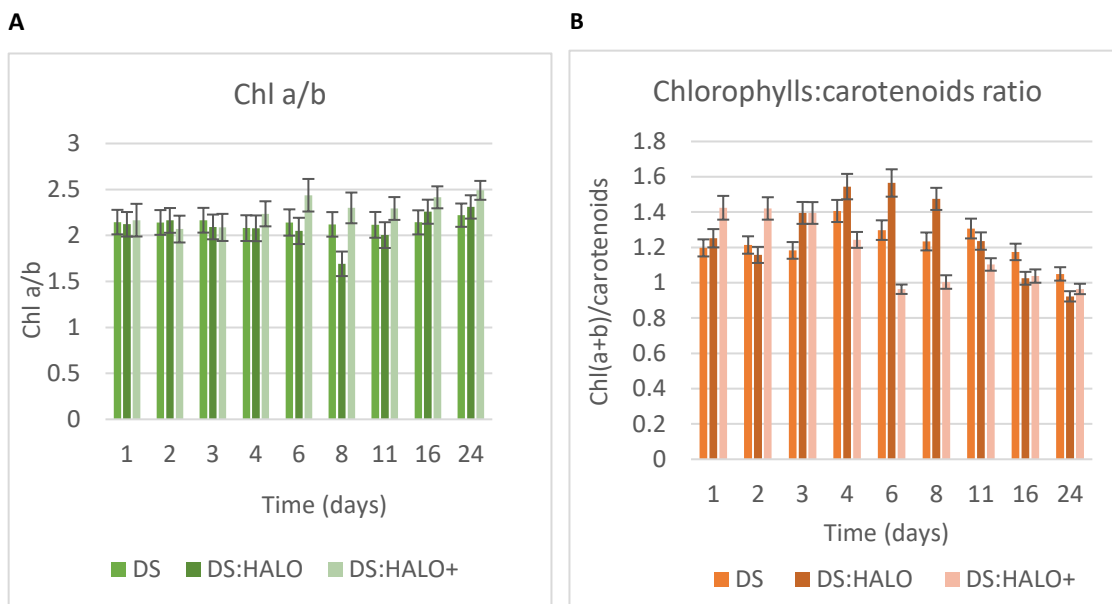 A
Chl a/b
Chl a/b
3
2.5
2
1.5
1
0.5
0
1 2 3 4 6 8 11 16 24
Time (days)
DS DS:HALO DS:HALO+
B
Chlorophylls:carotenoids ratio
Chl(a+b)/carotenoids
1.8
1.6
1.4
1.2
1
0.8
0.6
0.4
0.2
0
1 2 3 4 6 8 11 16 24
Time (days)
DS DS:HALO DS:HALO+